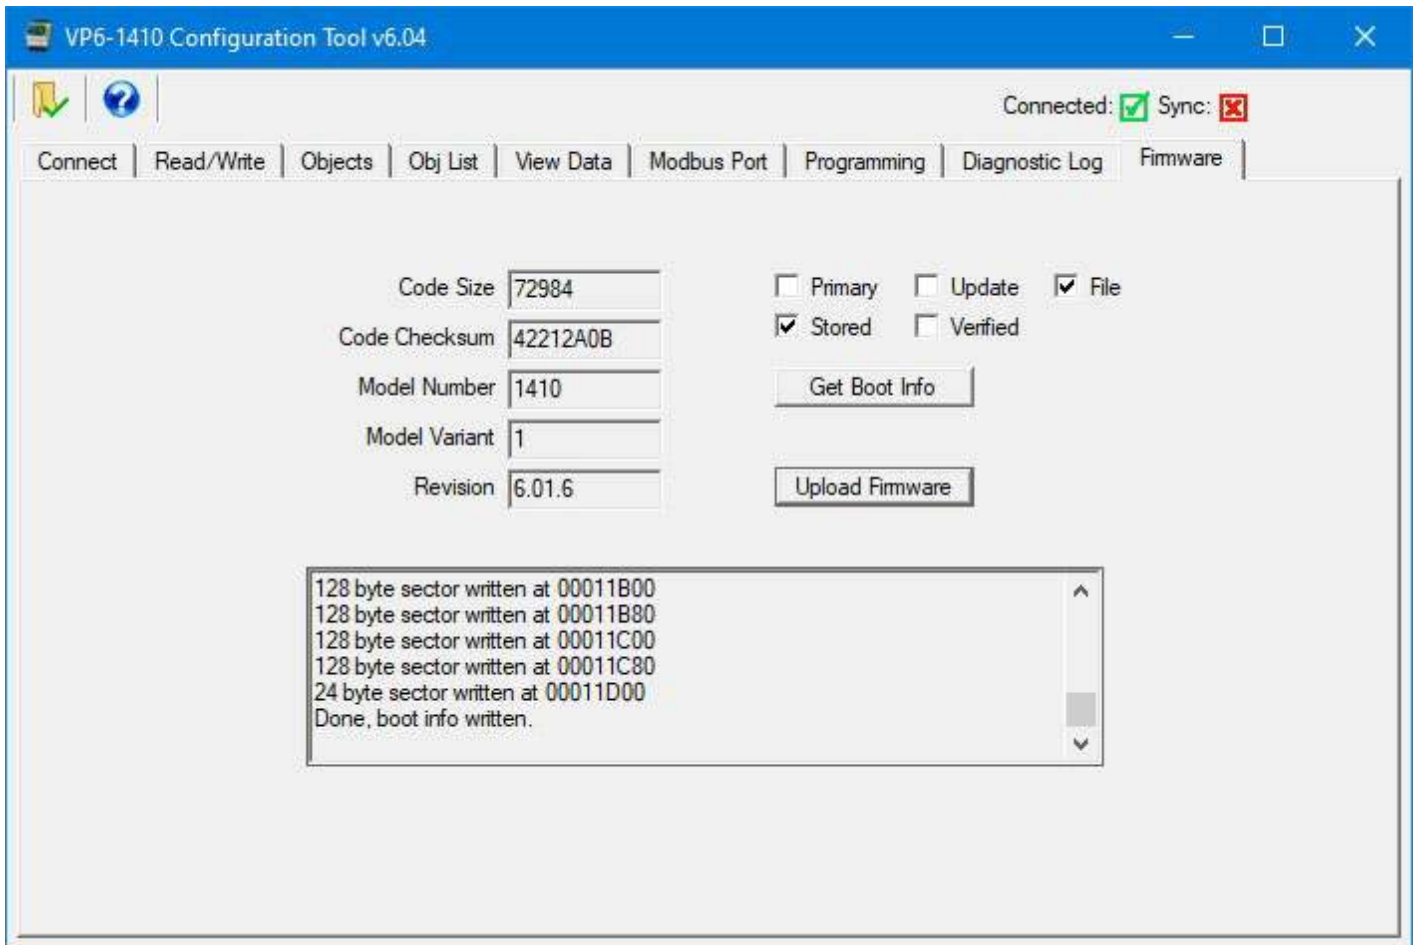 VP6-1410 Configuration Tool v6.04
Connected: Sync:
Connect Read/Write Objects Obj List View Data Modbus Port Programming Diagnostic Log Firmware
Code Size 72984 Primary Update File
Code Checksum 42212A0B Stored Verified
Model Number 1410 Get Boot Info
Model Variant 1
Revision 6.01.6 Upload Firmware
128 byte sector written at 00011B00
128 byte sector written at 00011B80
128 byte sector written at 00011C00
128 byte sector written at 00011C80
24 byte sector written at 00011D00
Done, boot info written.